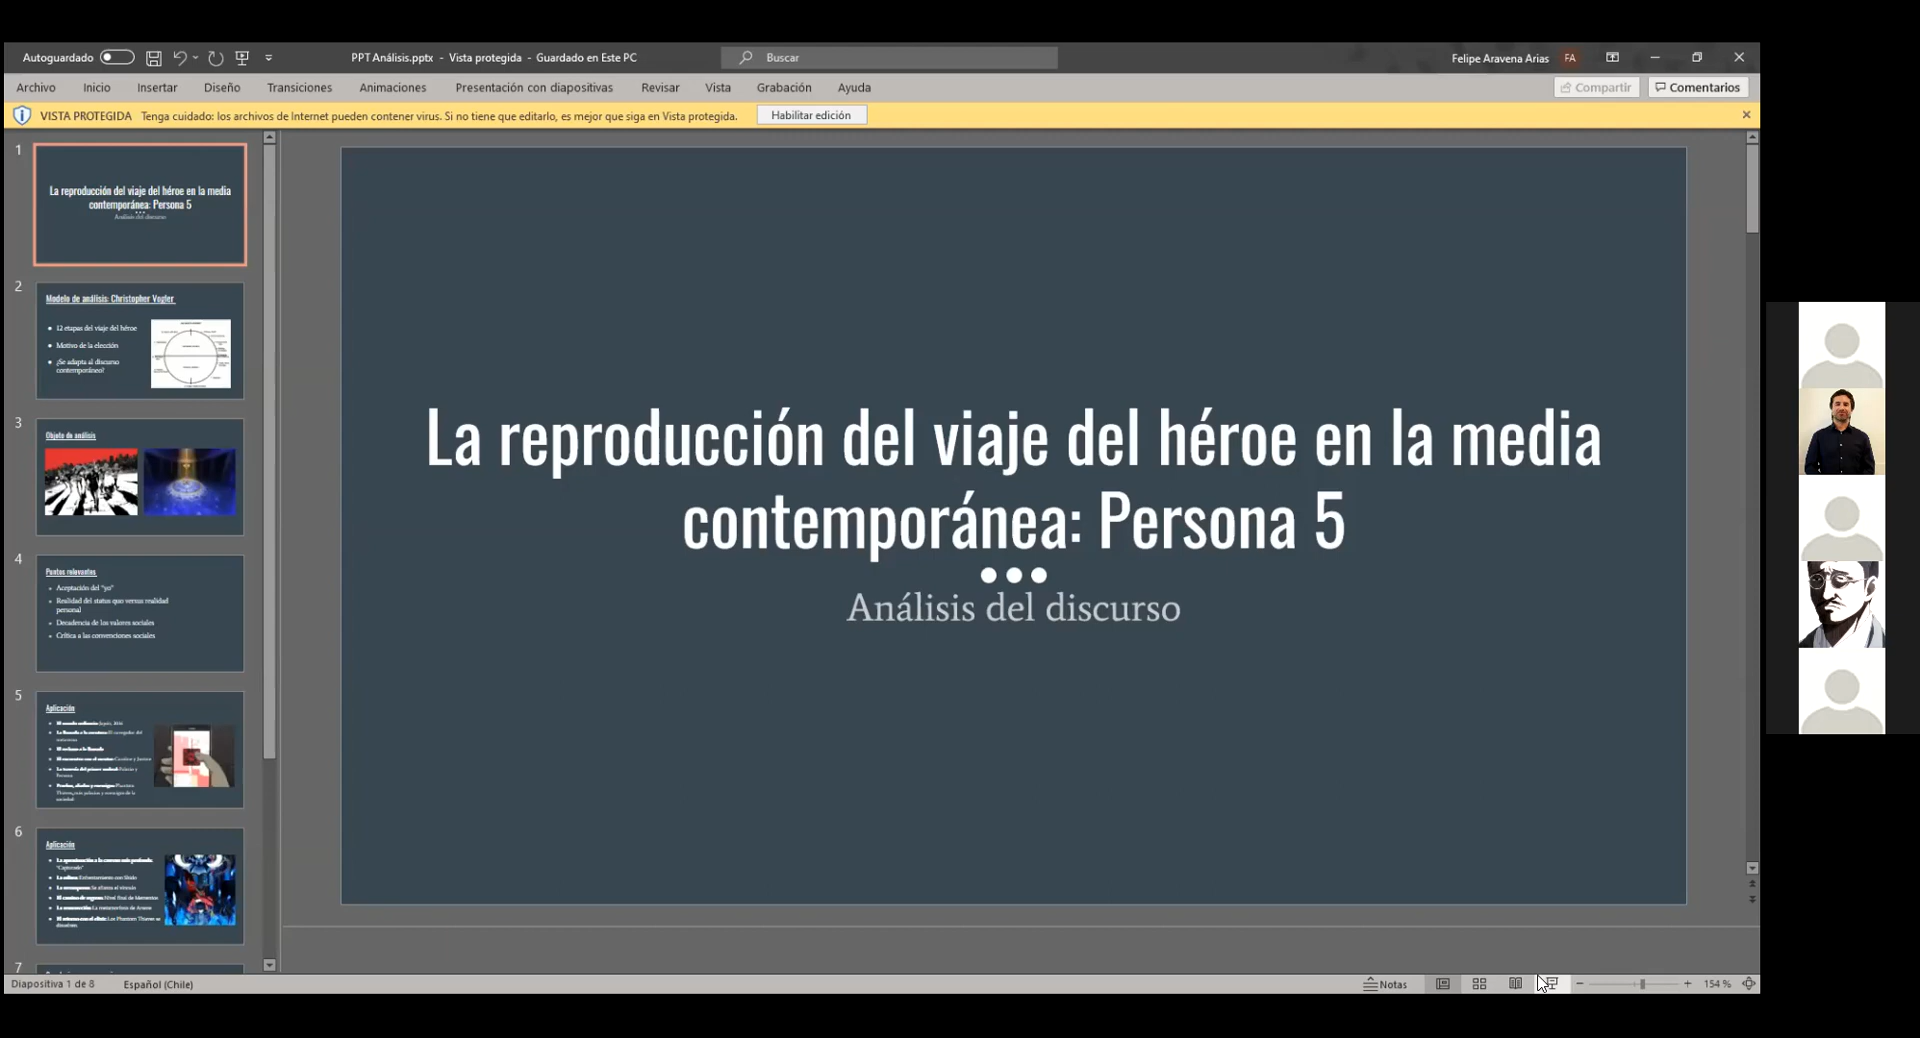 Autoguardado
PPT Análisis.pptx - Vista protegida - Guardado en Este PC
Buscar
Felipe Aravena Arias FA
Archivo Inicio Insertar Diseño Transiciones Animaciones Presentación con diapositivas Revisar Vista Grabación Ayuda
Compartir Comentarios
VISTA PROTEGIDA Tenga cuidado: los archivos de Internet pueden contener virus. Si no tiene que editarlo, es mejor que siga en Vista protegida. Habilitar edición
1
La reproducción del viaje del héroe en la media
contemporánea: Persona 5
Análisis del discurso
2
Modelo de análisis: Christopher Vogler
12 etapas del viaje del héroe
Motivo de la elección
¿Se adapta al discurso
contemporáneo?
3
Objeto de análisis
4
Puntos relevantes
Aceptación del "yo"
Realidad del status quo versus realidad
personal
Decadencia de los valores sociales
Crítica a las convenciones sociales
5
Aplicación
6
Aplicación
7
La reproducción del viaje del héroe en la media
contemporánea: Persona 5
Análisis del discurso
Diapositiva 1 de 8 Español (Chile)
Notas
154 %